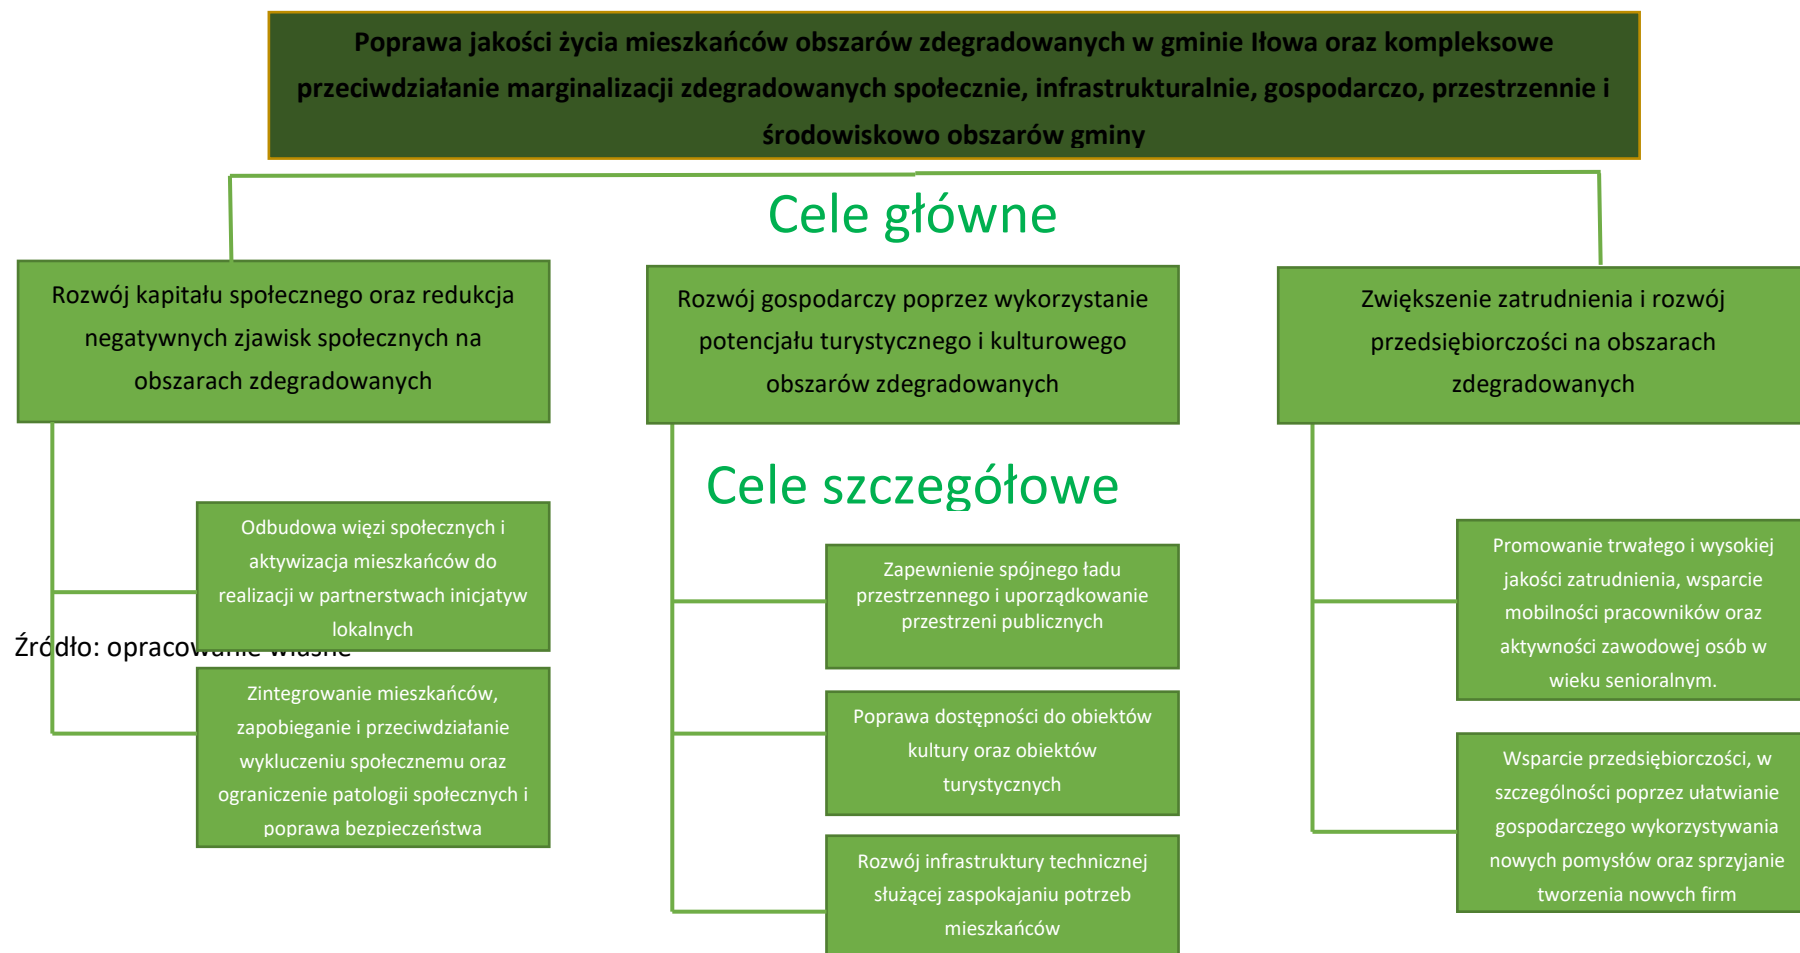 Poprawa jakości życia mieszkańców obszarów zdegradowanych w gminie Iłowa oraz kompleksowe
przeciwdziałanie marginalizacji zdegradowanych społecznie, infrastrukturalnie, gospodarczo, przestrzennie i
środowiskowo obszarów gminy
Cele główne
Rozwój kapitału społecznego oraz redukcja
negatywnych zjawisk społecznych na
obszarach zdegradowanych
Rozwój gospodarczy poprzez wykorzystanie
potencjału turystycznego i kulturowego
obszarów zdegradowanych
Zwiększenie zatrudnienia i rozwój
przedsiębiorczości na obszarach
zdegradowanych
Cele szczegółowe
Odbudowa więzi społecznych i
aktywizacja mieszkańców do
realizacji w partnerstwach inicjatyw
lokalnych
Źródło: opracowanie własne
Zintegrowanie mieszkańców,
zapobieganie i przeciwdziałanie
wykluczeniu społecznemu oraz
ograniczenie patologii społecznych i
poprawa bezpieczeństwa
Zapewnienie spójnego ładu
przestrzennego i uporządkowanie
przestrzeni publicznych
Poprawa dostępności do obiektów
kultury oraz obiektów
turystycznych
Rozwój infrastruktury technicznej
służącej zaspokajaniu potrzeb
mieszkańców
Promowanie trwałego i wysokiej
jakości zatrudnienia, wsparcie
mobilności pracowników oraz
aktywności zawodowej osób w
wieku senioralnym.
Wsparcie przedsiębiorczości, w
szczególności poprzez ułatwianie
gospodarczego wykorzystywania
nowych pomysłów oraz sprzyjanie
tworzenia nowych firm